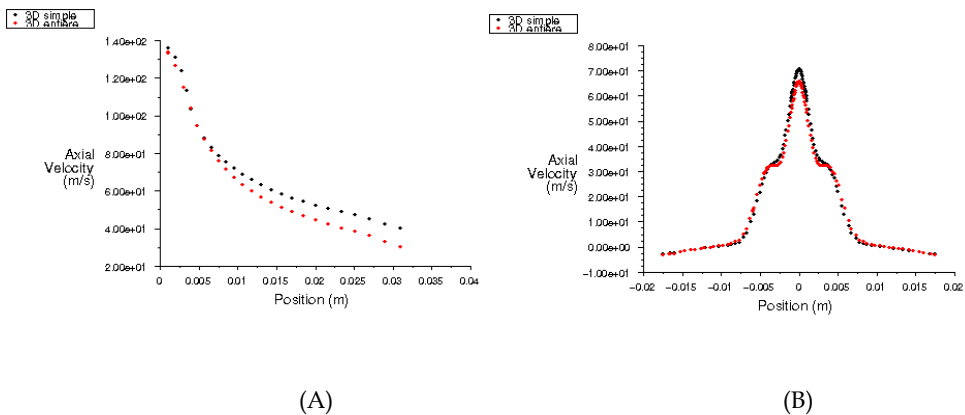 3D simple
3D entière
1.40e+02
1.20e+02
1.00e+02
8.00e+01
6.00e+01
4.00e+01
2.00e+01
Axial
Velocity
(m/s)
0 0.005 0.01 0.015 0.02 0.025 0.03 0.035 0.04
Position (m)
(A)
3D simple
3D entière
8.00e+01
7.00e+01
6.00e+01
5.00e+01
4.00e+01
3.00e+01
2.00e+01
1.00e+01
0.00e+00
-1.00e+01
Axial
Velocity
(m/s)
-0.02 -0.015 -0.01 -0.005 0 0.005 0.01 0.015 0.02
Position (m)
(B)